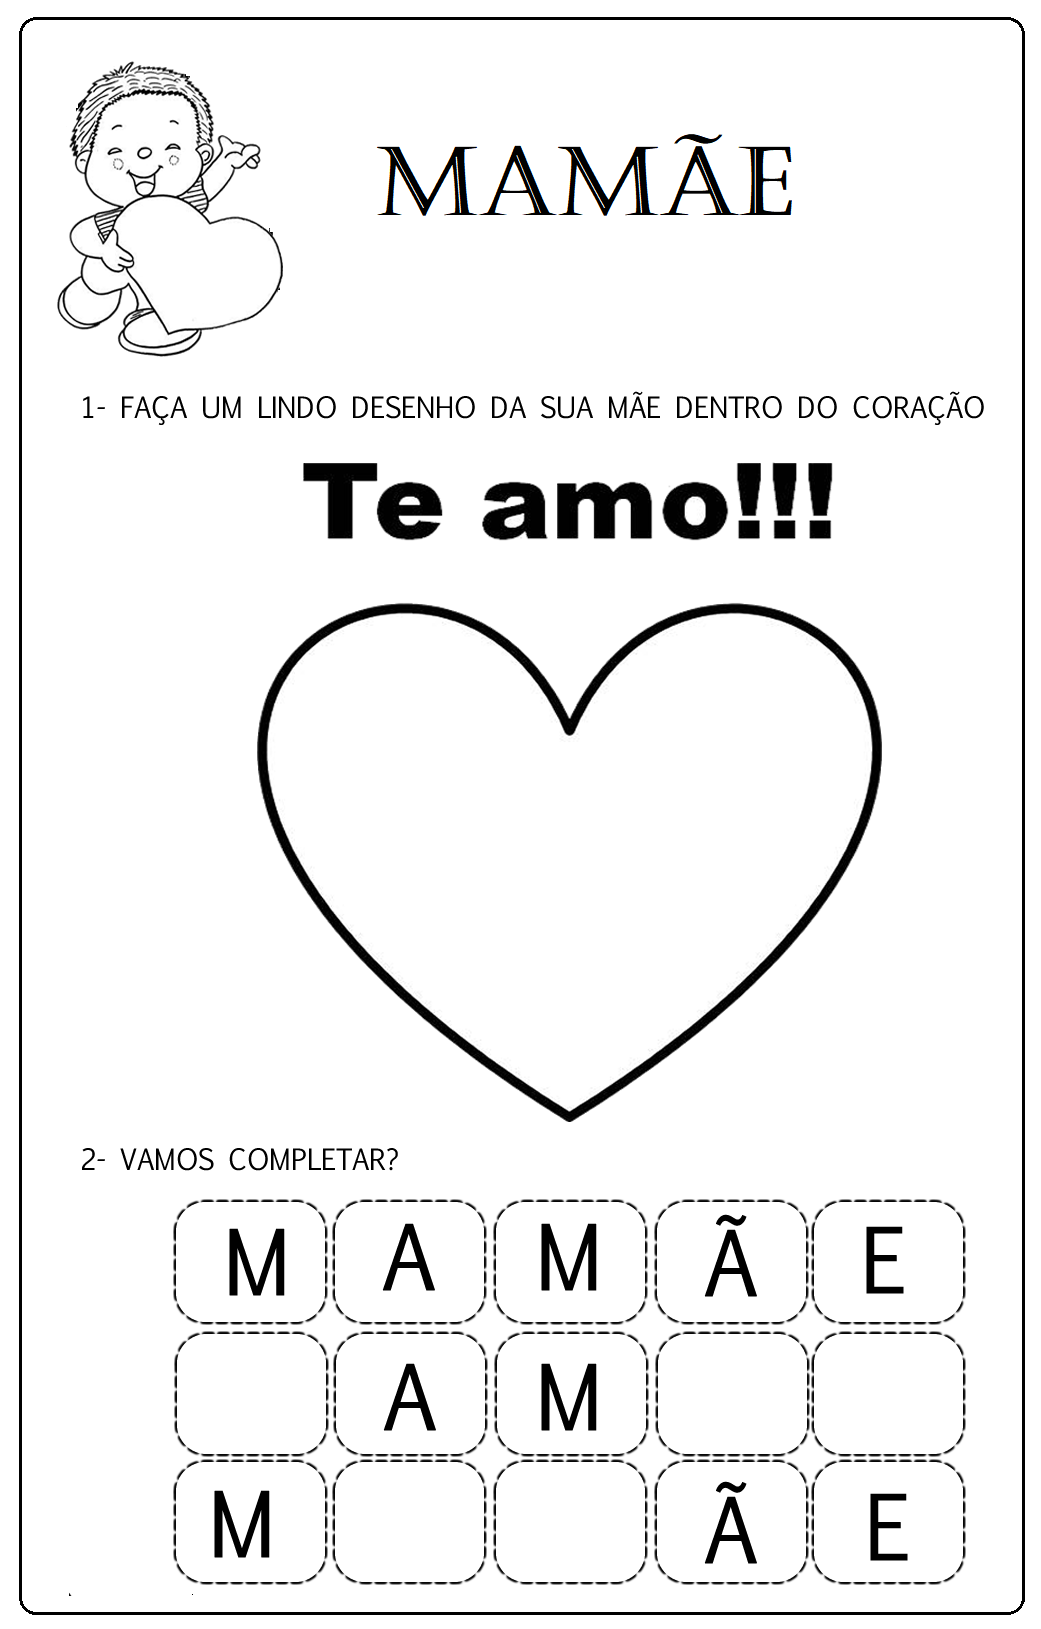 MAMÃE
1- FAÇA UM LINDO DESENHO DA SUA MÃE DENTRO DO CORAÇÃO
Te amo!!!
2- VAMOS COMPLETAR?
M A M Ã E
A M
M Ã E